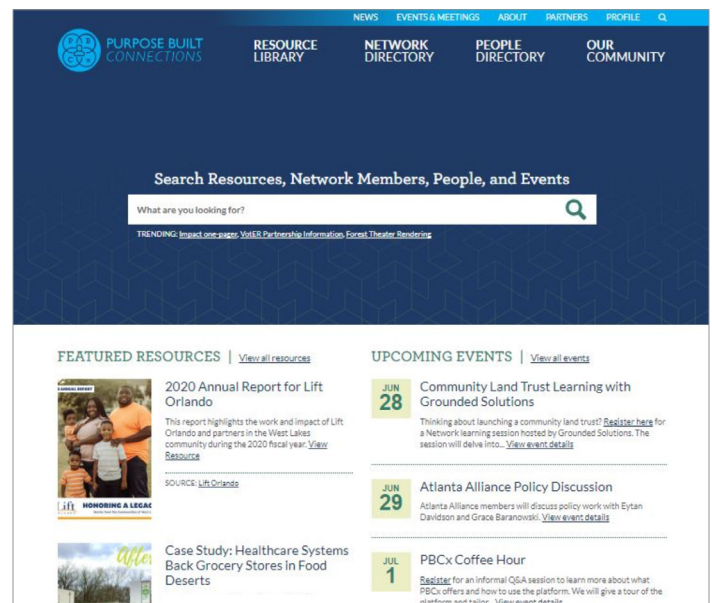 NEWS EVENTS & MEETINGS ABOUT PARTNERS PROFILE
PURPOSE BUILT
CONNECTIONS
RESOURCE
LIBRARY
NETWORK
DIRECTORY
PEOPLE
DIRECTORY
OUR
COMMUNITY
Search Resources, Network Members, People, and Events
What are you looking for?
TRENDING: Impact one-pager, VotER Partnership Information, Forest Theater Rendering
FEATURED RESOURCES | View all resources
2020 Annual Report for Lift
Orlando
This report highlights the work and impact of Lift
Orlando and partners in the West Lakes
community during the 2020 fiscal year. View
Resource
SOURCE: Lift Orlando
ANNUAL REPORT
Lift HONORING A LEGAC
After
Case Study: Healthcare Systems
Back Grocery Stores in Food
Deserts
UPCOMING EVENTS | View all events
JUN
28
Community Land Trust Learning with
Grounded Solutions
Thinking about launching a community land trust? Register here for
a Network learning session hosted by Grounded Solutions. The
session will delve into... View event details
JUN
29
Atlanta Alliance Policy Discussion
Atlanta Alliance members will discuss policy work with Eytan
Davidson and Grace Baranowski. View event details
JUL
1
PBCx Coffee Hour
Register for an informal Q&A session to learn more about what
PBCx offers and how to use the platform. We will give a tour of the
platform and tailor... View event details